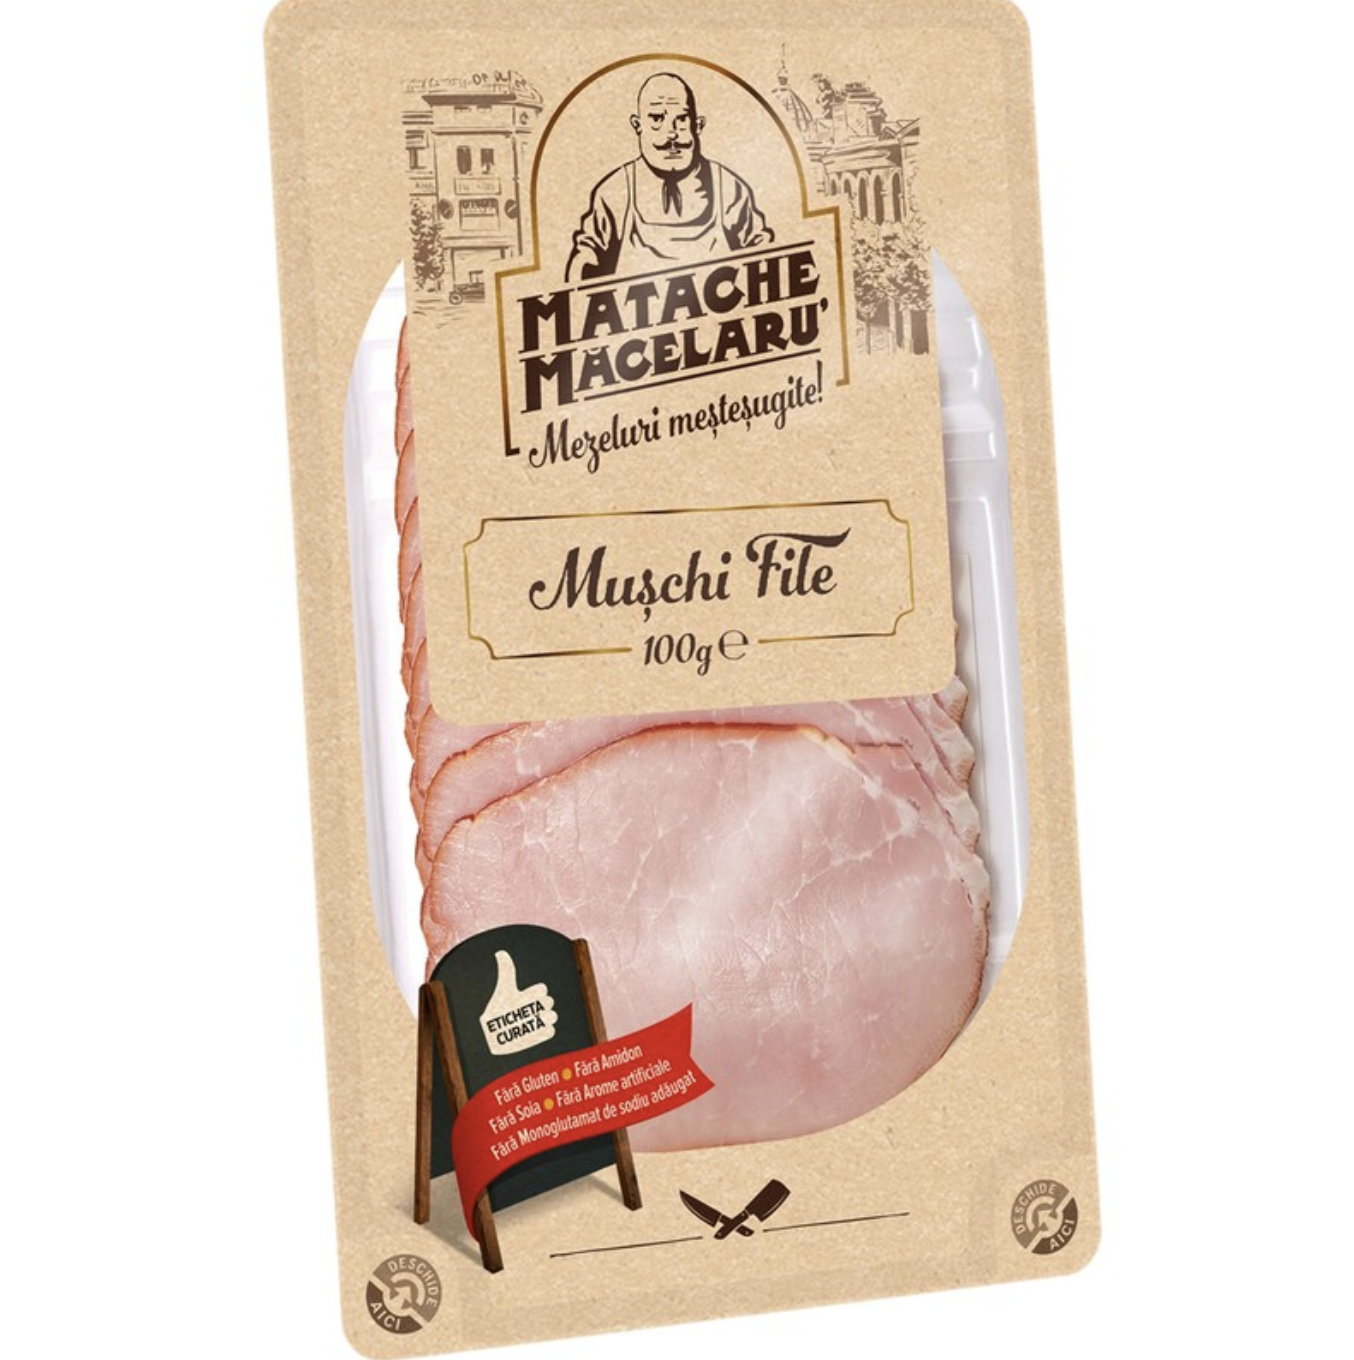 MATACHE
MĂCELARU'
Mezeluri meșteșugite!
Mușchi File
100g ℮
ETICHETA
CURATĂ
Fără Gluten • Fără Amidon
Fără Soia • Fără Arome artificiale
Fără Monoglutamat de sodiu adăugat
DESCHIDE
AICI
DESCHIDE
AICI